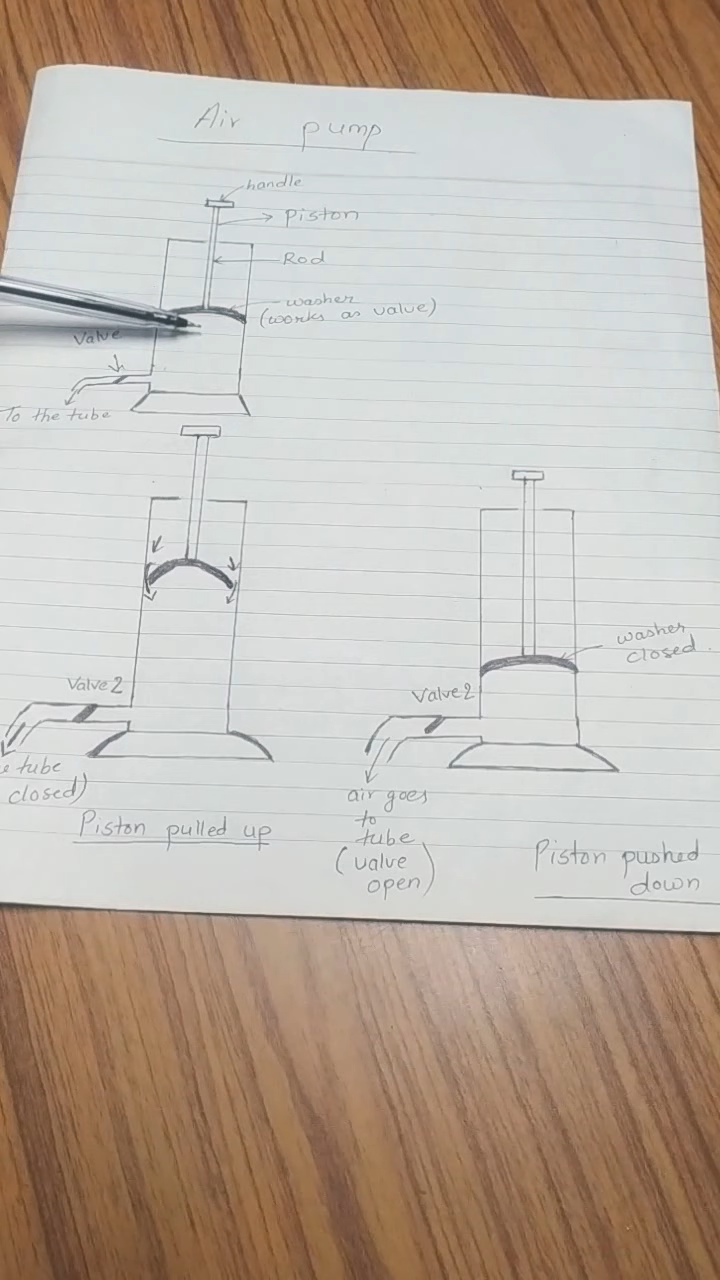 Air pump
handle
Piston
Rod
washer
(works as valve)
Valve
To the tube
washer
closed
Valve 2
Valve 2
tube
closed)
air goes
to
tube
(valve
open)
Piston pulled up
Piston pushed
down